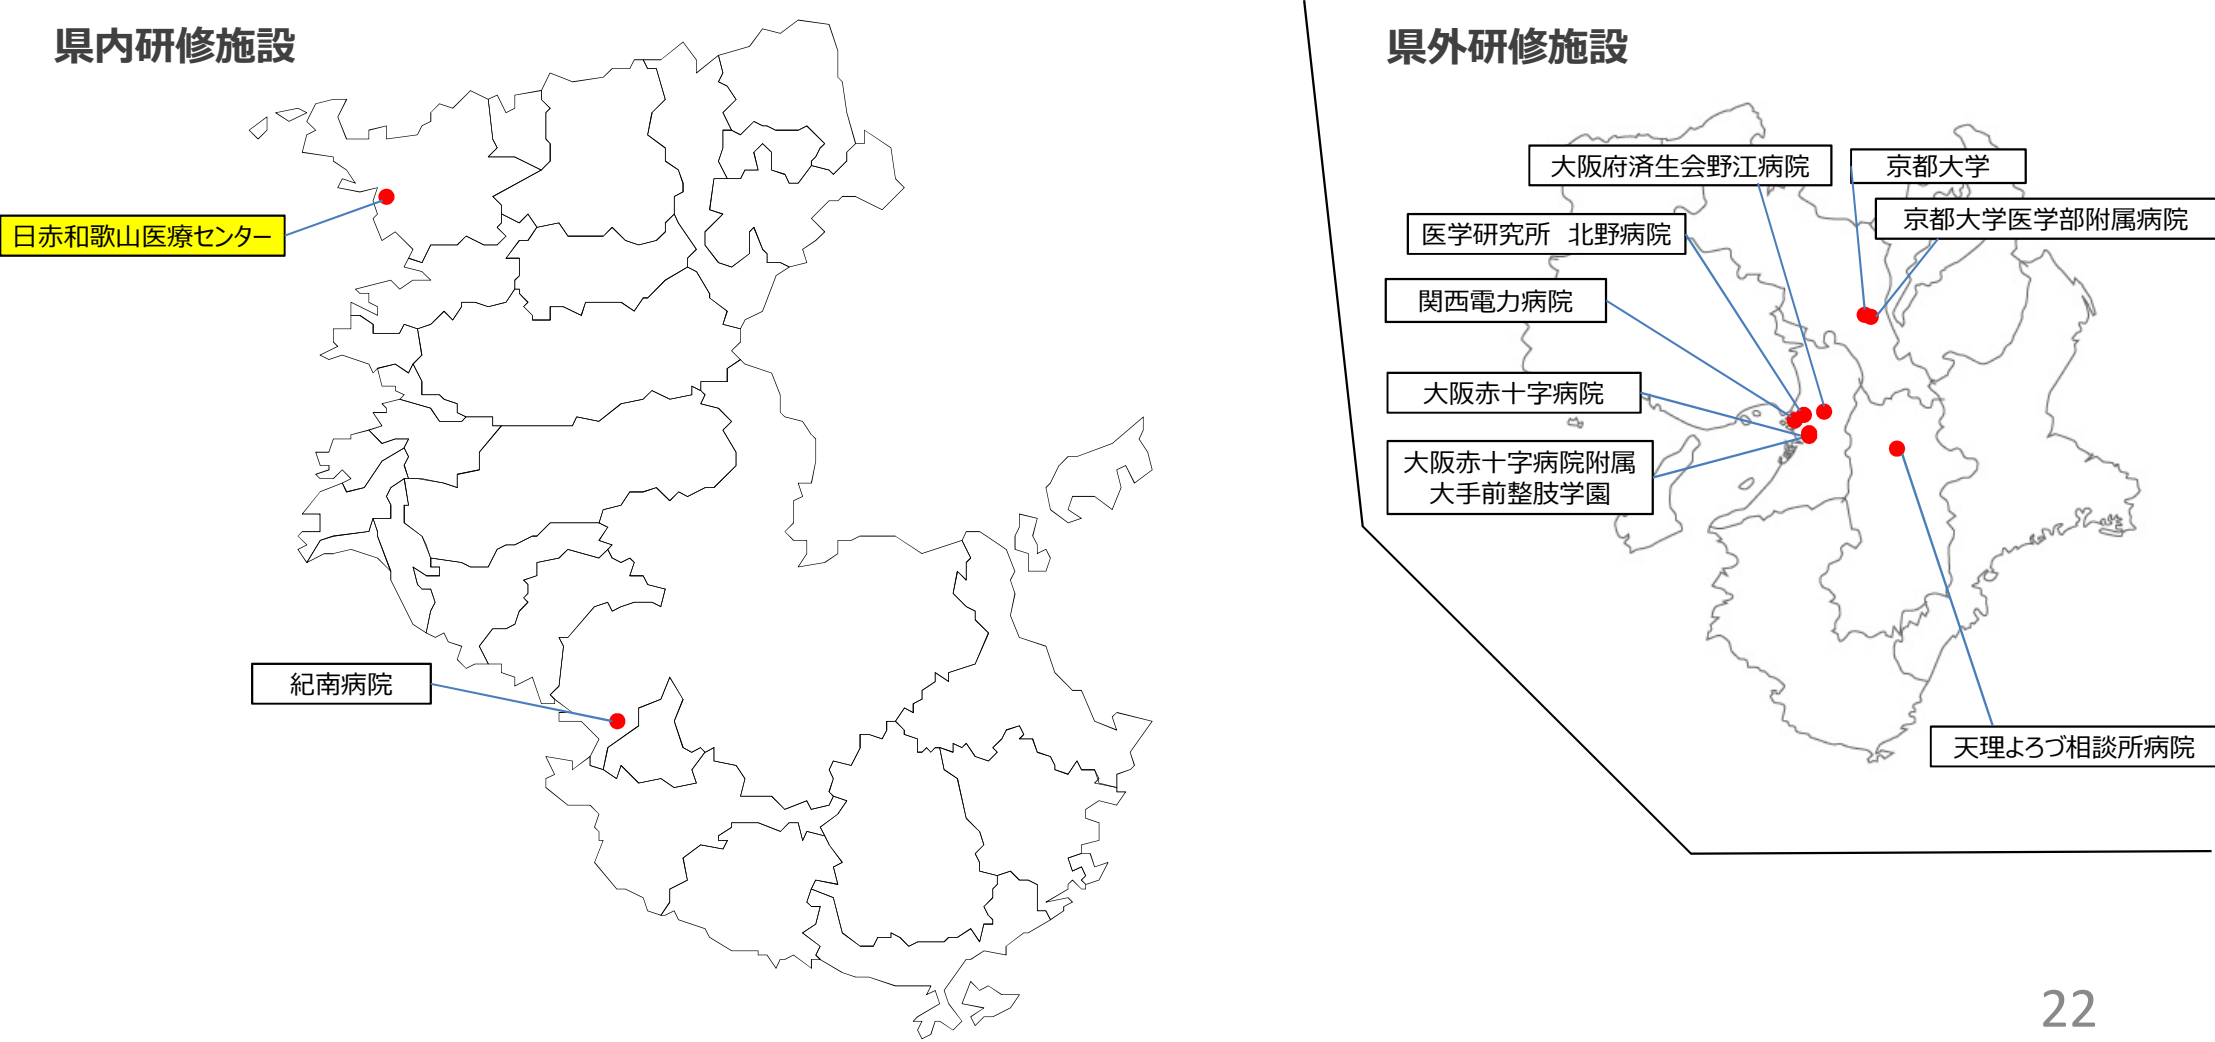 県内研修施設
日赤和歌山医療センター
紀南病院
県外研修施設
大阪府済生会野江病院
京都大学
京都大学医学部附属病院
医学研究所　北野病院
関西電力病院
大阪赤十字病院
大阪赤十字病院附属
大手前整肢学園
天理よろづ相談所病院
22